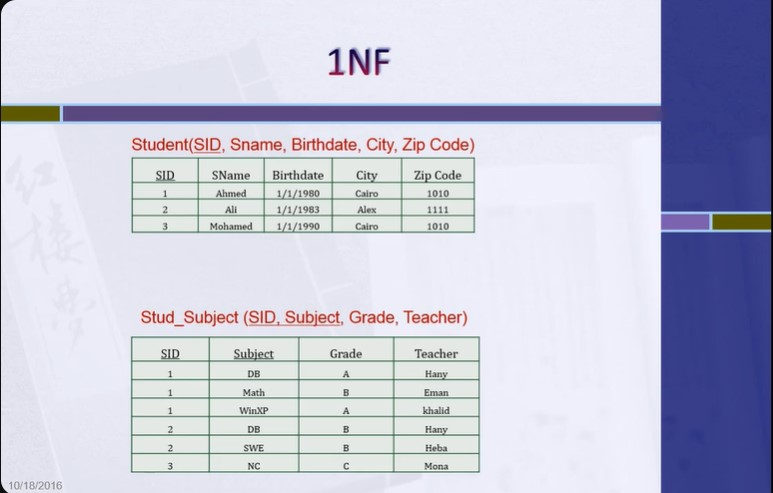 1NF
Student(SID, Sname, Birthdate, City, Zip Code)
SID SName Birthdate City Zip Code
1 Ahmed 1/1/1980 Cairo 1010
2 Ali 1/1/1983 Alex 1111
3 Mohamed 1/1/1990 Cairo 1010
Stud_Subject (SID, Subject, Grade, Teacher)
SID Subject Grade Teacher
1 DB A Hany
1 Math B Eman
1 WinXP A khalid
2 DB B Hany
2 SWE B Heba
3 NC C Mona
10/18/2016
红
楼